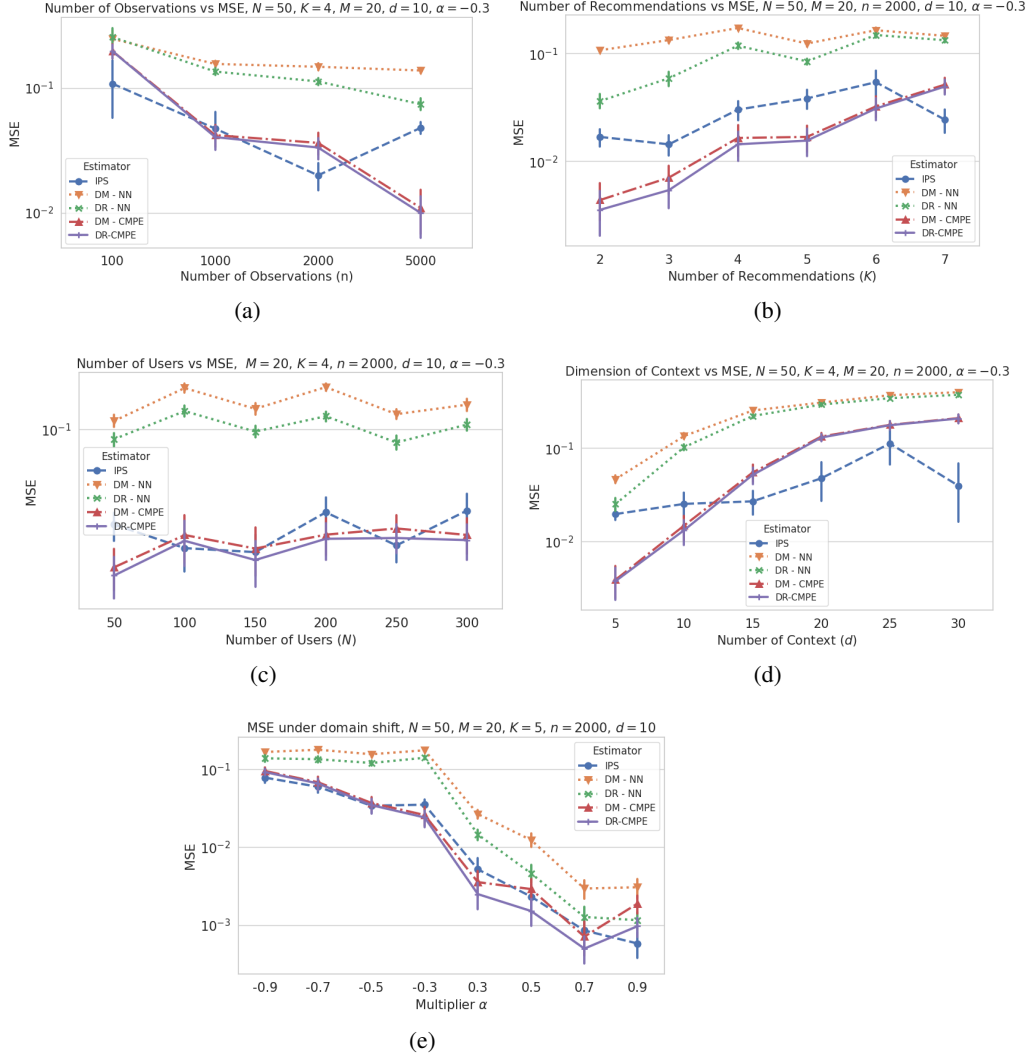 Number of Observations vs MSE, N = 50, K = 4, M = 20, d = 10, α = −0.3
MSE
10⁻¹
10⁻²
Estimator
IPS
DM - NN
DR - NN
DM - CMPE
DR-CMPE
100 1000 2000 5000
Number of Observations (n)
(a)
Number of Recommendations vs MSE, N = 50, M = 20, n = 2000, d = 10, α = −0.3
MSE
10⁻¹
10⁻²
Estimator
IPS
DM - NN
DR - NN
DM - CMPE
DR-CMPE
2 3 4 5 6 7
Number of Recommendations (K)
(b)
Number of Users vs MSE, M = 20, K = 4, n = 2000, d = 10, α = −0.3
MSE
10⁻¹
Estimator
IPS
DM - NN
DR - NN
DM - CMPE
DR-CMPE
50 100 150 200 250 300
Number of Users (N)
(c)
Dimension of Context vs MSE, N = 50, K = 4, M = 20, n = 2000, α = −0.3
MSE
10⁻¹
10⁻²
Estimator
IPS
DM - NN
DR - NN
DM - CMPE
DR-CMPE
5 10 15 20 25 30
Number of Context (d)
(d)
MSE under domain shift, N = 50, M = 20, K = 5, n = 2000, d = 10
MSE
10⁻¹
10⁻²
10⁻³
Estimator
IPS
DM - NN
DR - NN
DM - CMPE
DR-CMPE
-0.9 -0.7 -0.5 -0.3 0.3 0.5 0.7 0.9
Multiplier α
(e)